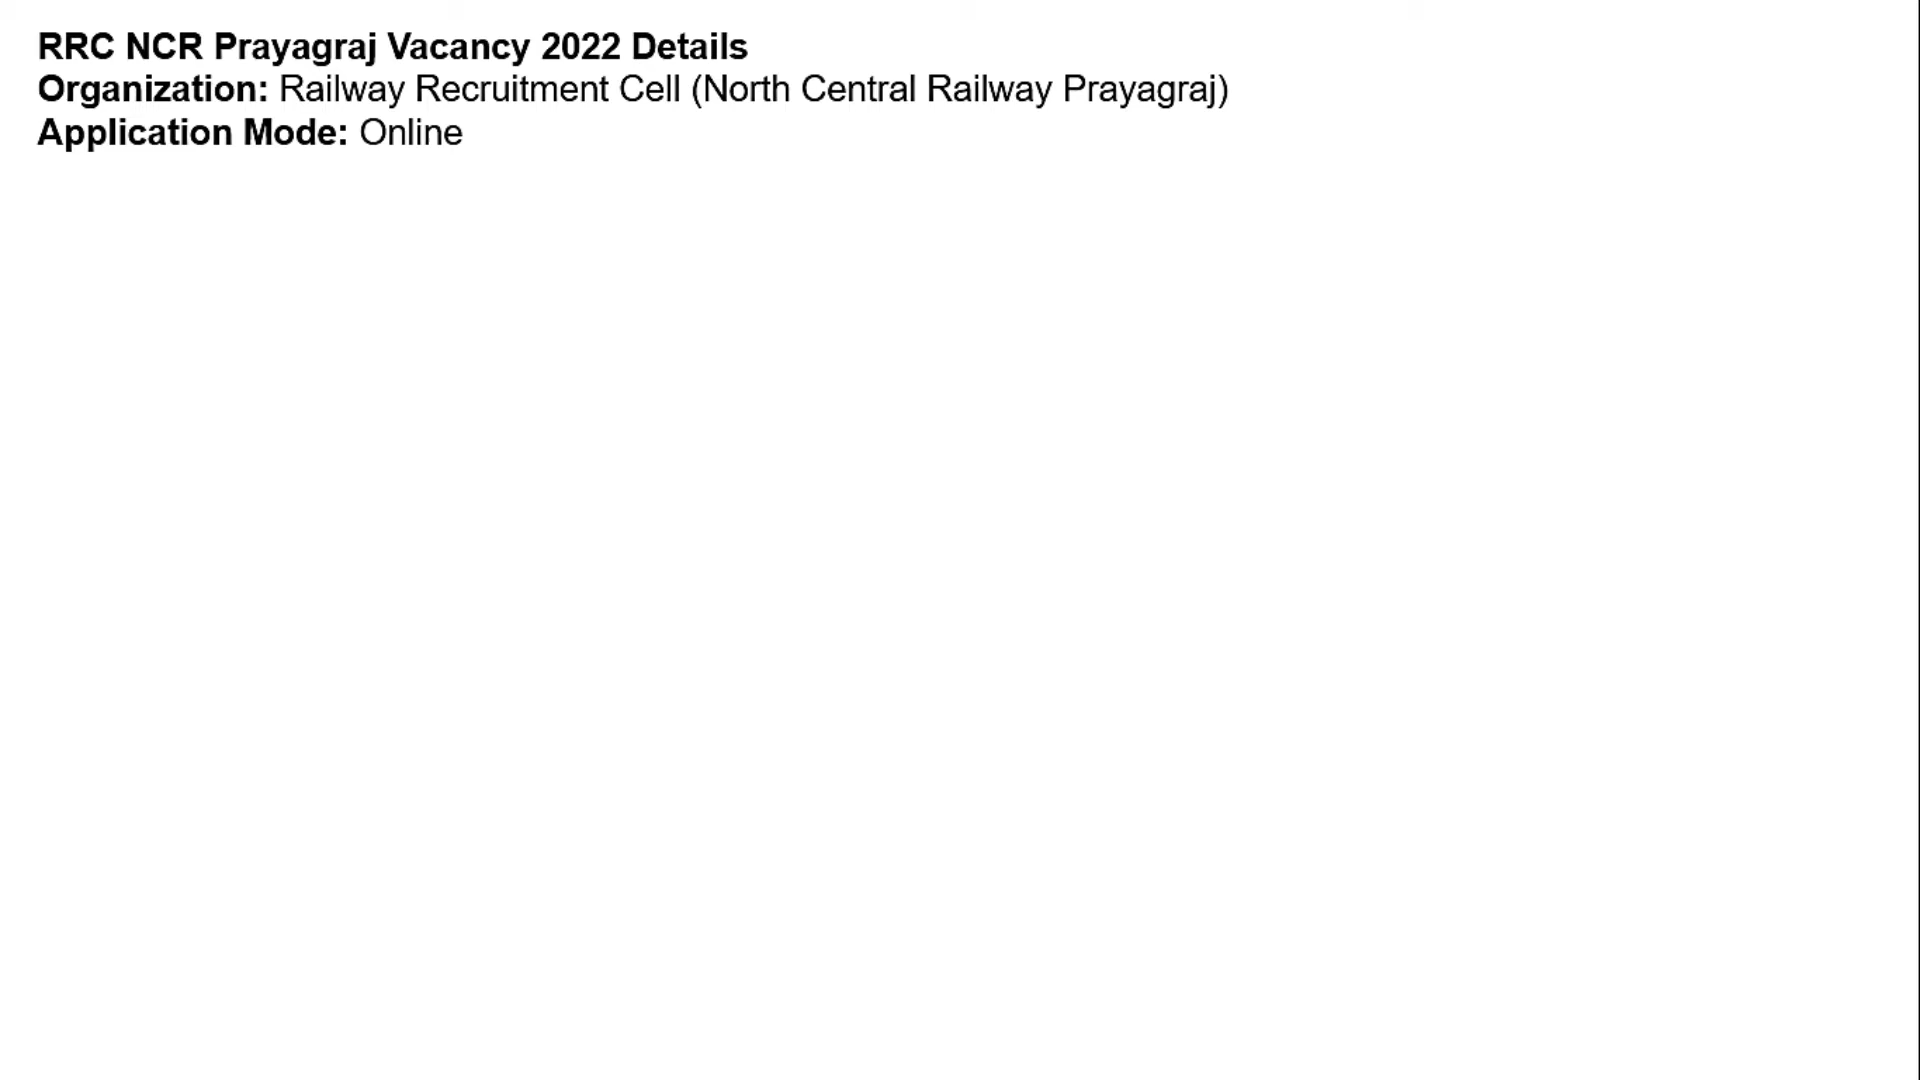 RRC NCR Prayagraj Vacancy 2022 Details
Organization: Railway Recruitment Cell (North Central Railway Prayagraj)
Application Mode: Online